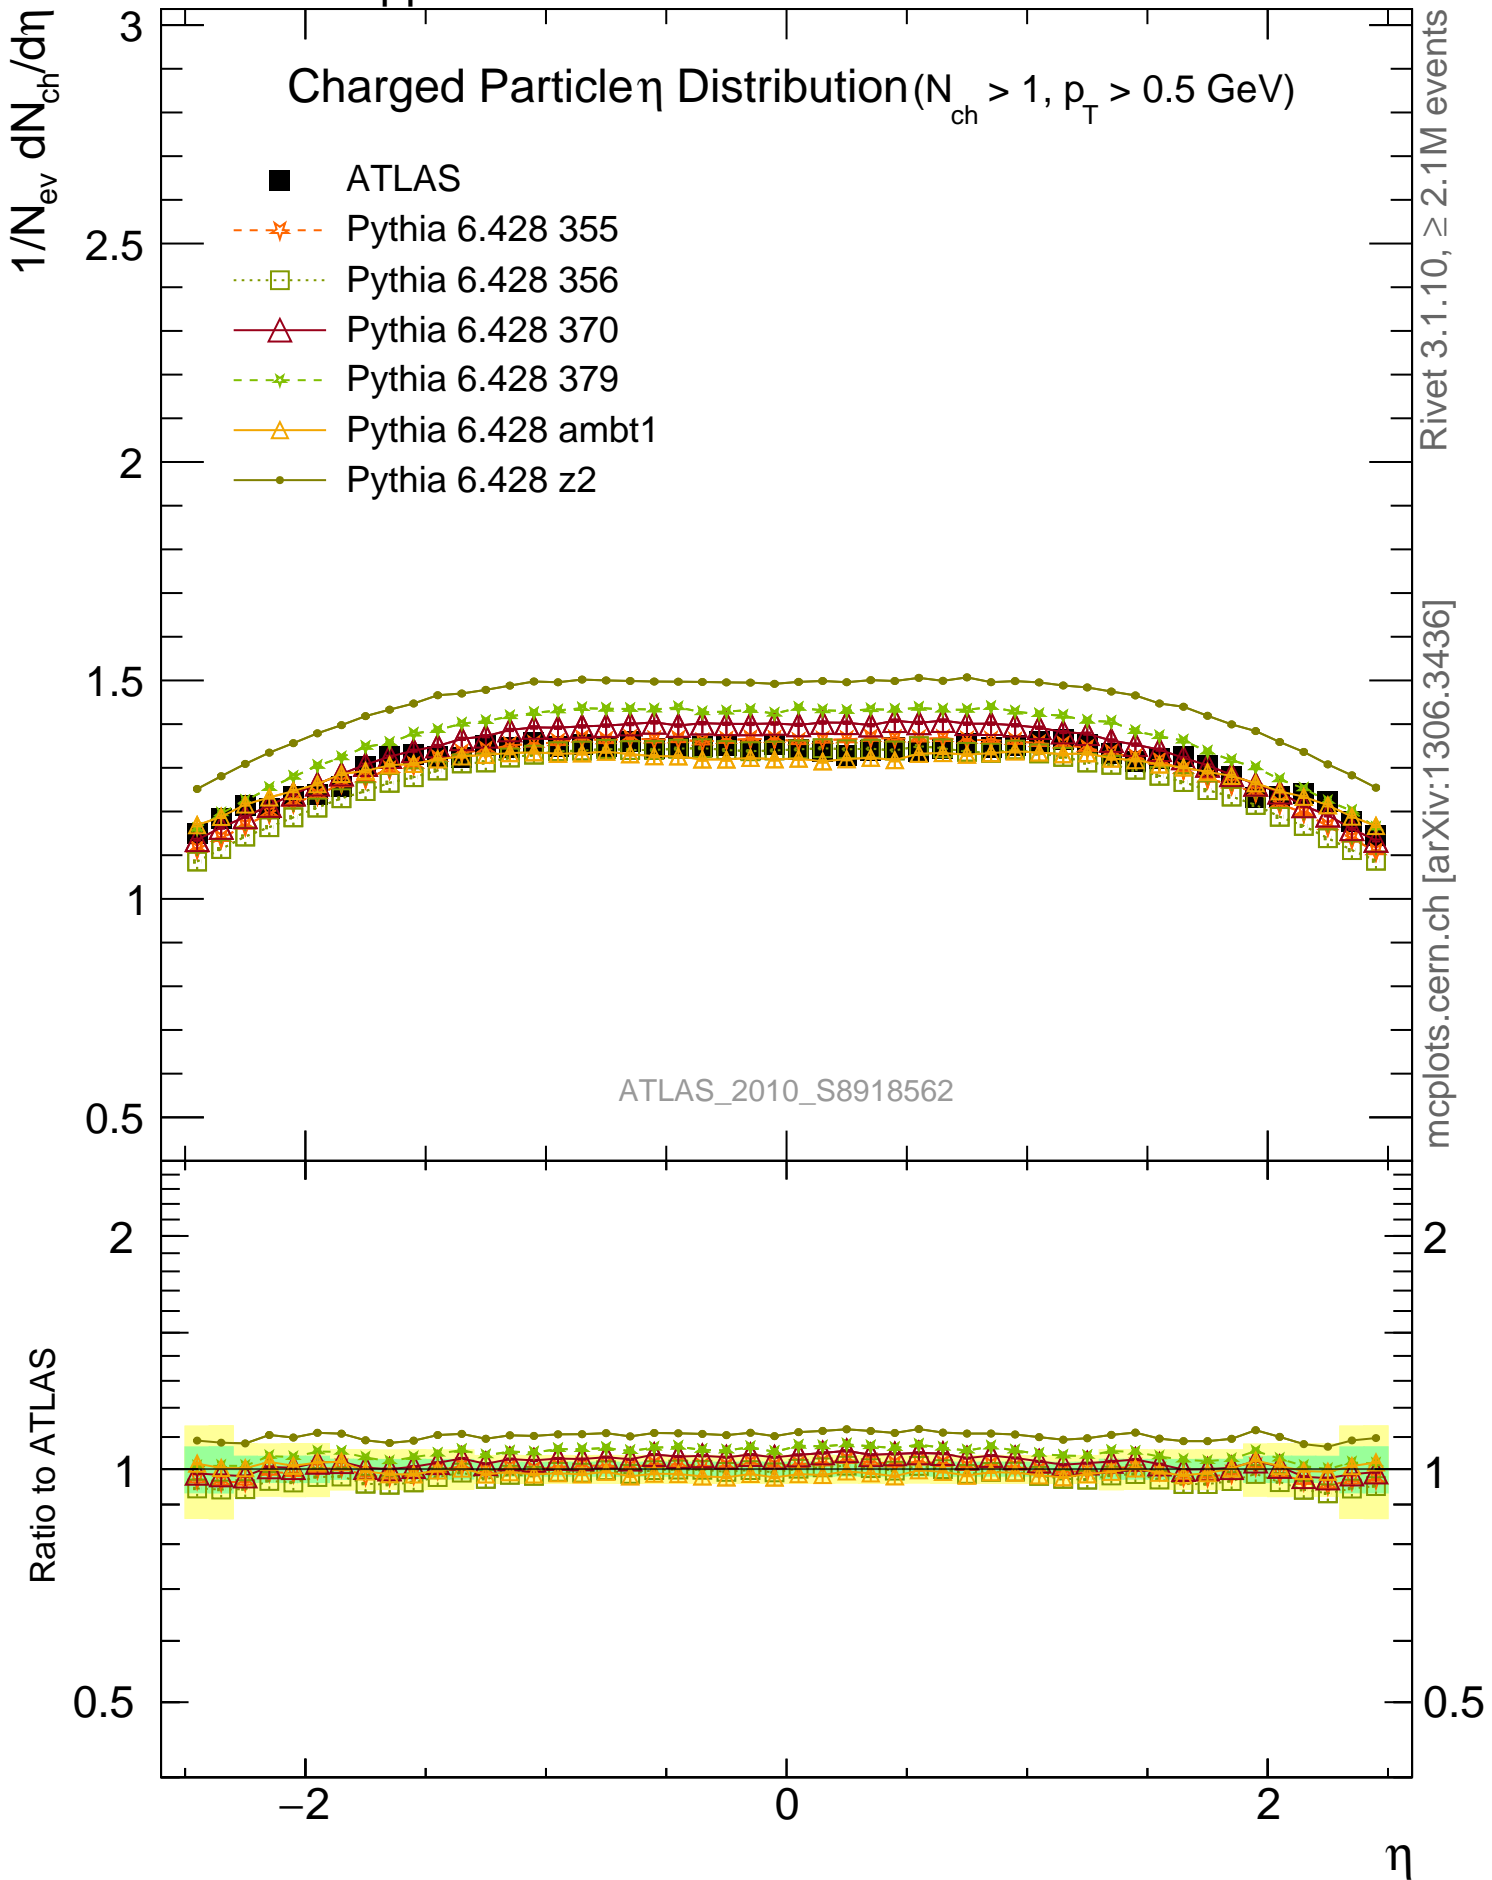 pp
Charged Particle η Distribution (N_ch > 1, p_T > 0.5 GeV)
1/N_ev dN_ch/dη
3
2.5
2
1.5
1
0.5
ATLAS
Pythia 6.428 355
Pythia 6.428 356
Pythia 6.428 370
Pythia 6.428 379
Pythia 6.428 ambt1
Pythia 6.428 z2
ATLAS_2010_S8918562
Rivet 3.1.10, ≥ 2.1M events
mcplots.cern.ch [arXiv:1306.3436]
Ratio to ATLAS
2
1
0.5
2
1
0.5
−2
0
2
η